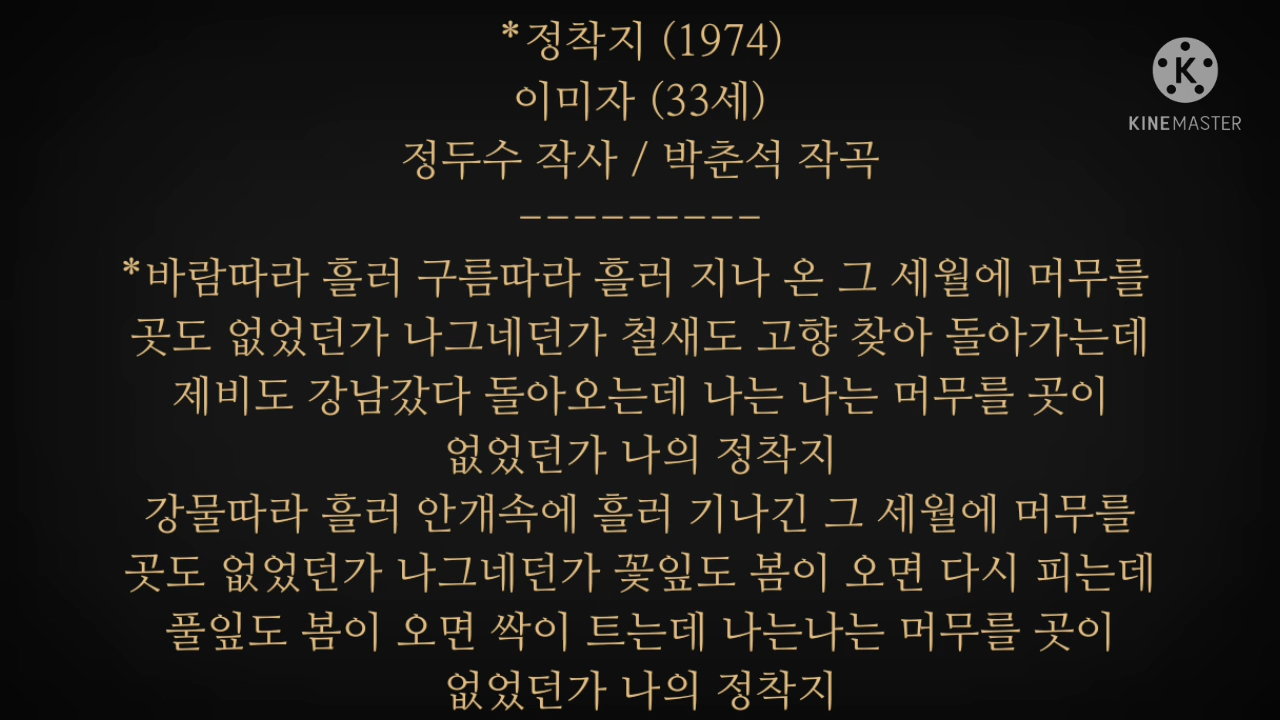 *정착지 (1974)
이미자 (33세)
정두수 작사 / 박춘석 작곡
---------
*바람따라 흘러 구름따라 흘러 지나 온 그 세월에 머무를
곳도 없었던가 나그네던가 철새도 고향 찾아 돌아가는데
제비도 강남갔다 돌아오는데 나는 나는 머무를 곳이
없었던가 나의 정착지
강물따라 흘러 안개속에 흘러 기나긴 그 세월에 머무를
곳도 없었던가 나그네던가 꽃잎도 봄이 오면 다시 피는데
풀잎도 봄이 오면 싹이 트는데 나는나는 머무를 곳이
없었던가 나의 정착지
K
KINEMASTER